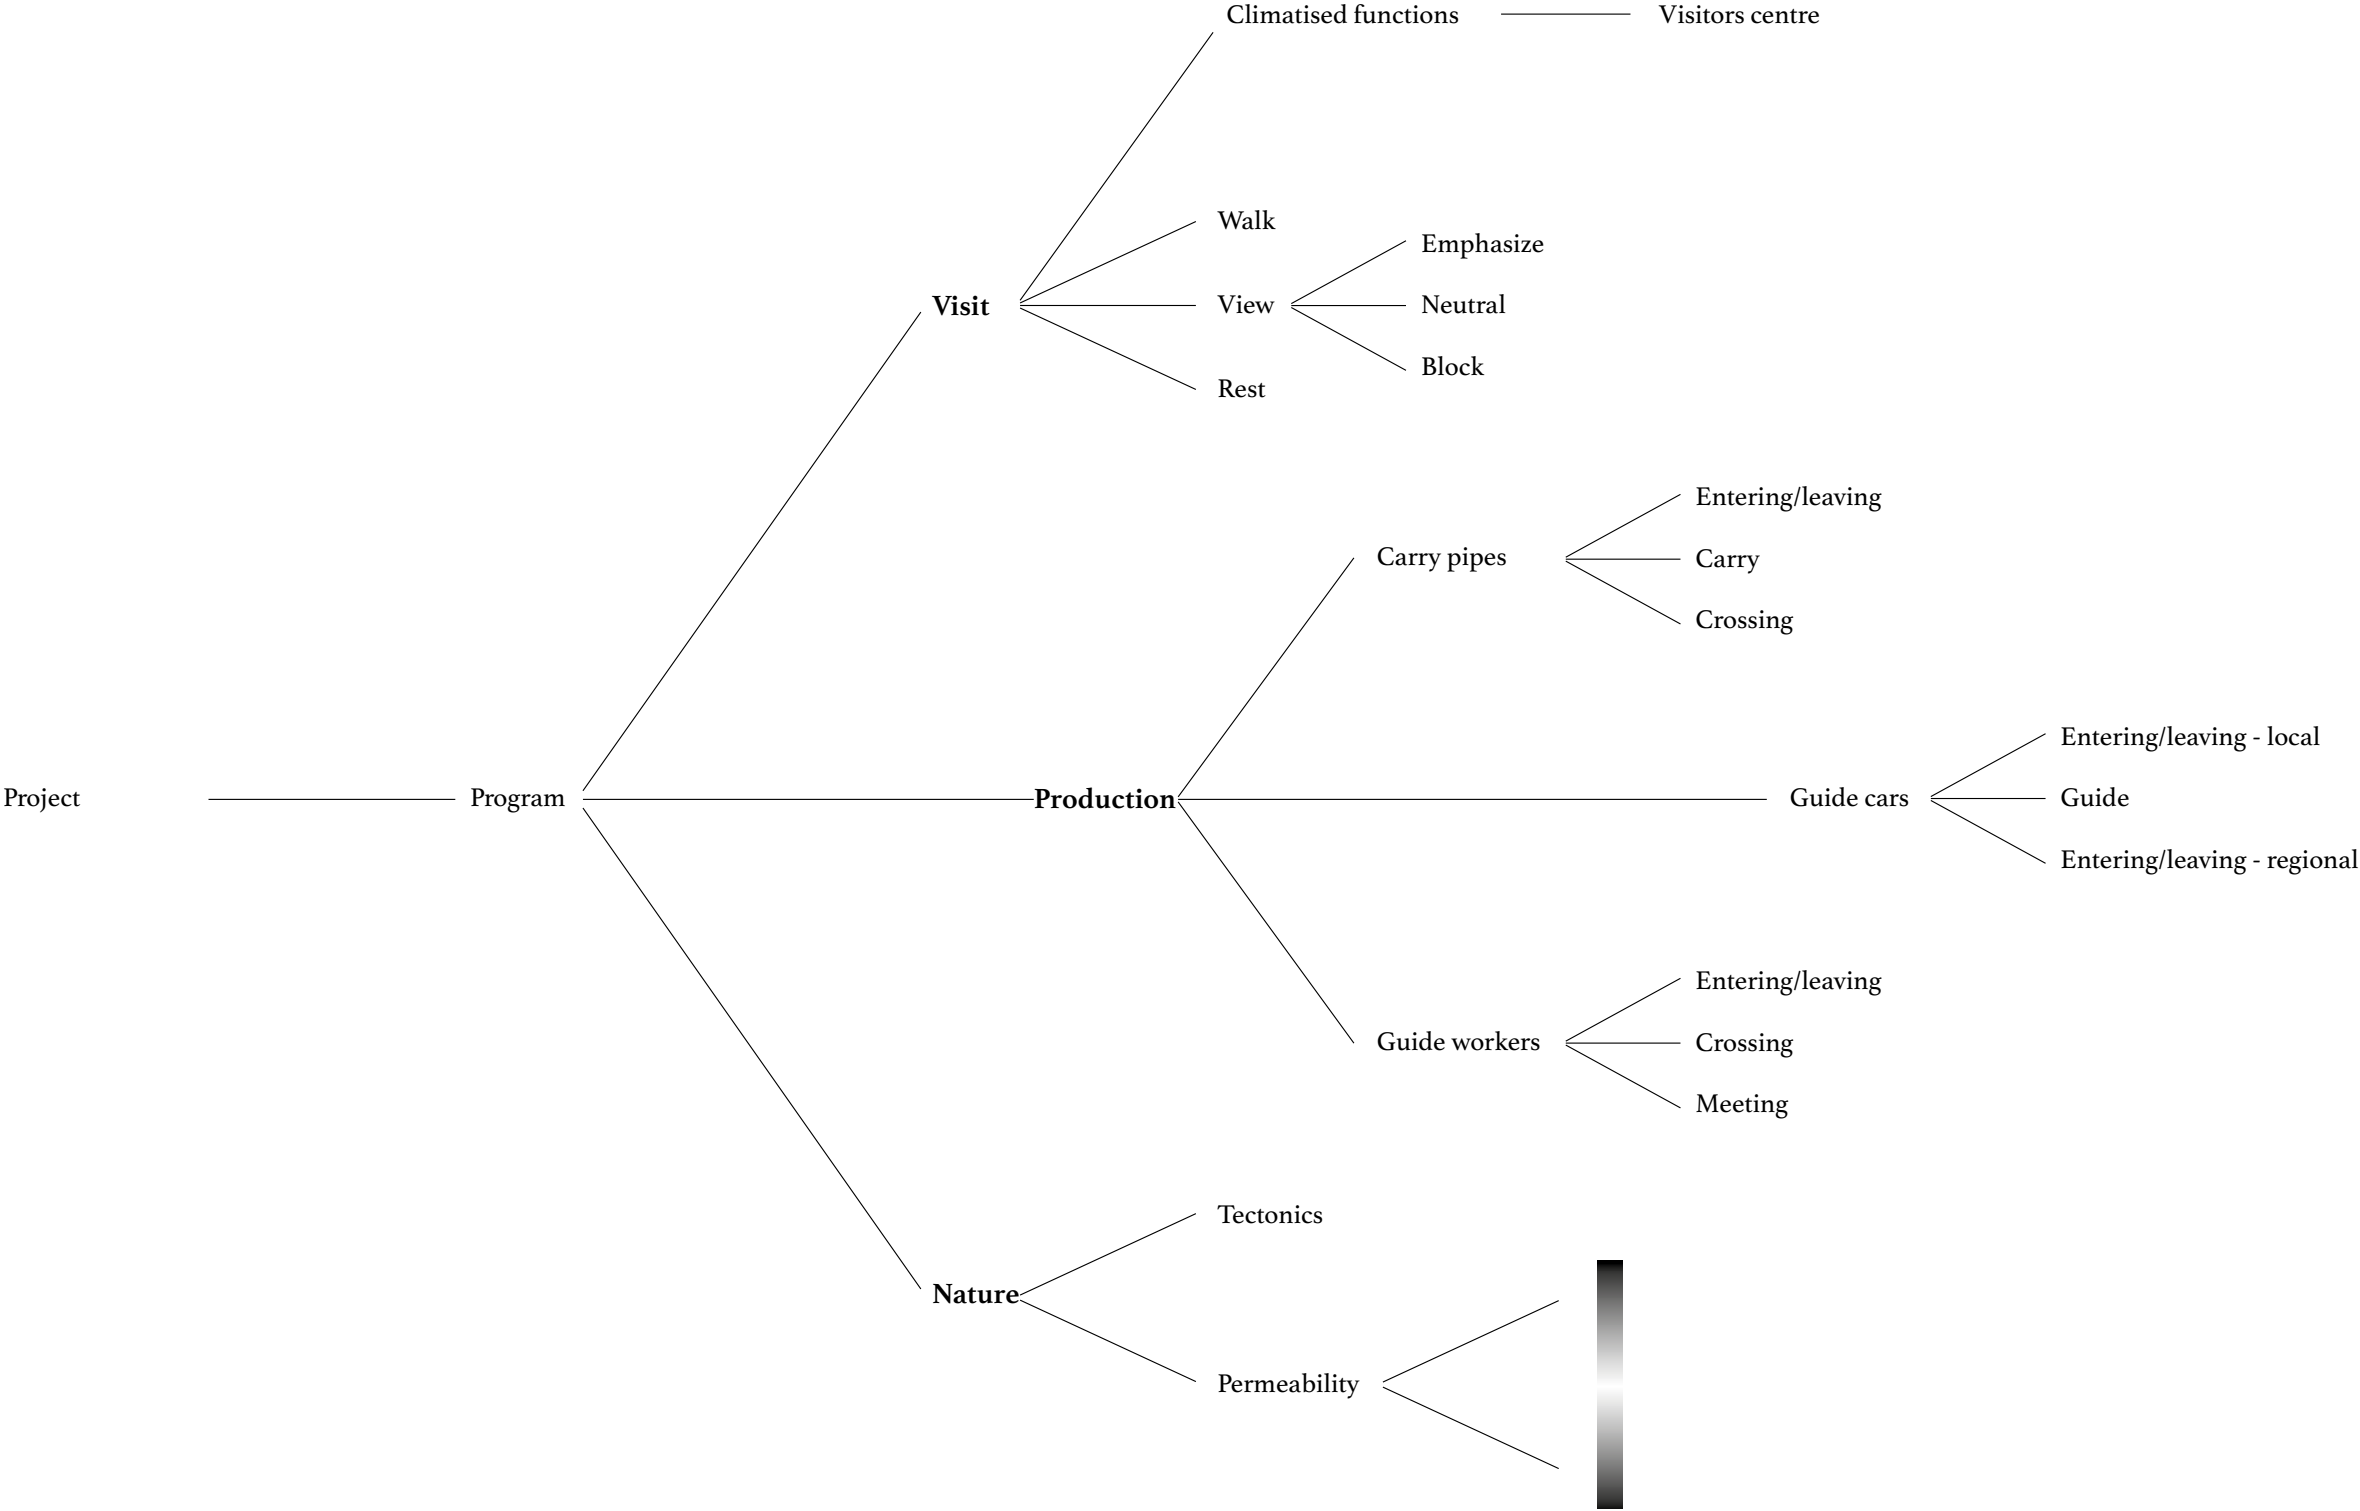 Climatised functions
Visitors centre
Walk
Emphasize
Visit
View
Neutral
Block
Rest
Entering/leaving
Carry pipes
Carry
Crossing
Entering/leaving - local
Project
Program
Production
Guide cars
Guide
Entering/leaving - regional
Entering/leaving
Guide workers
Crossing
Meeting
Tectonics
Nature
Permeability